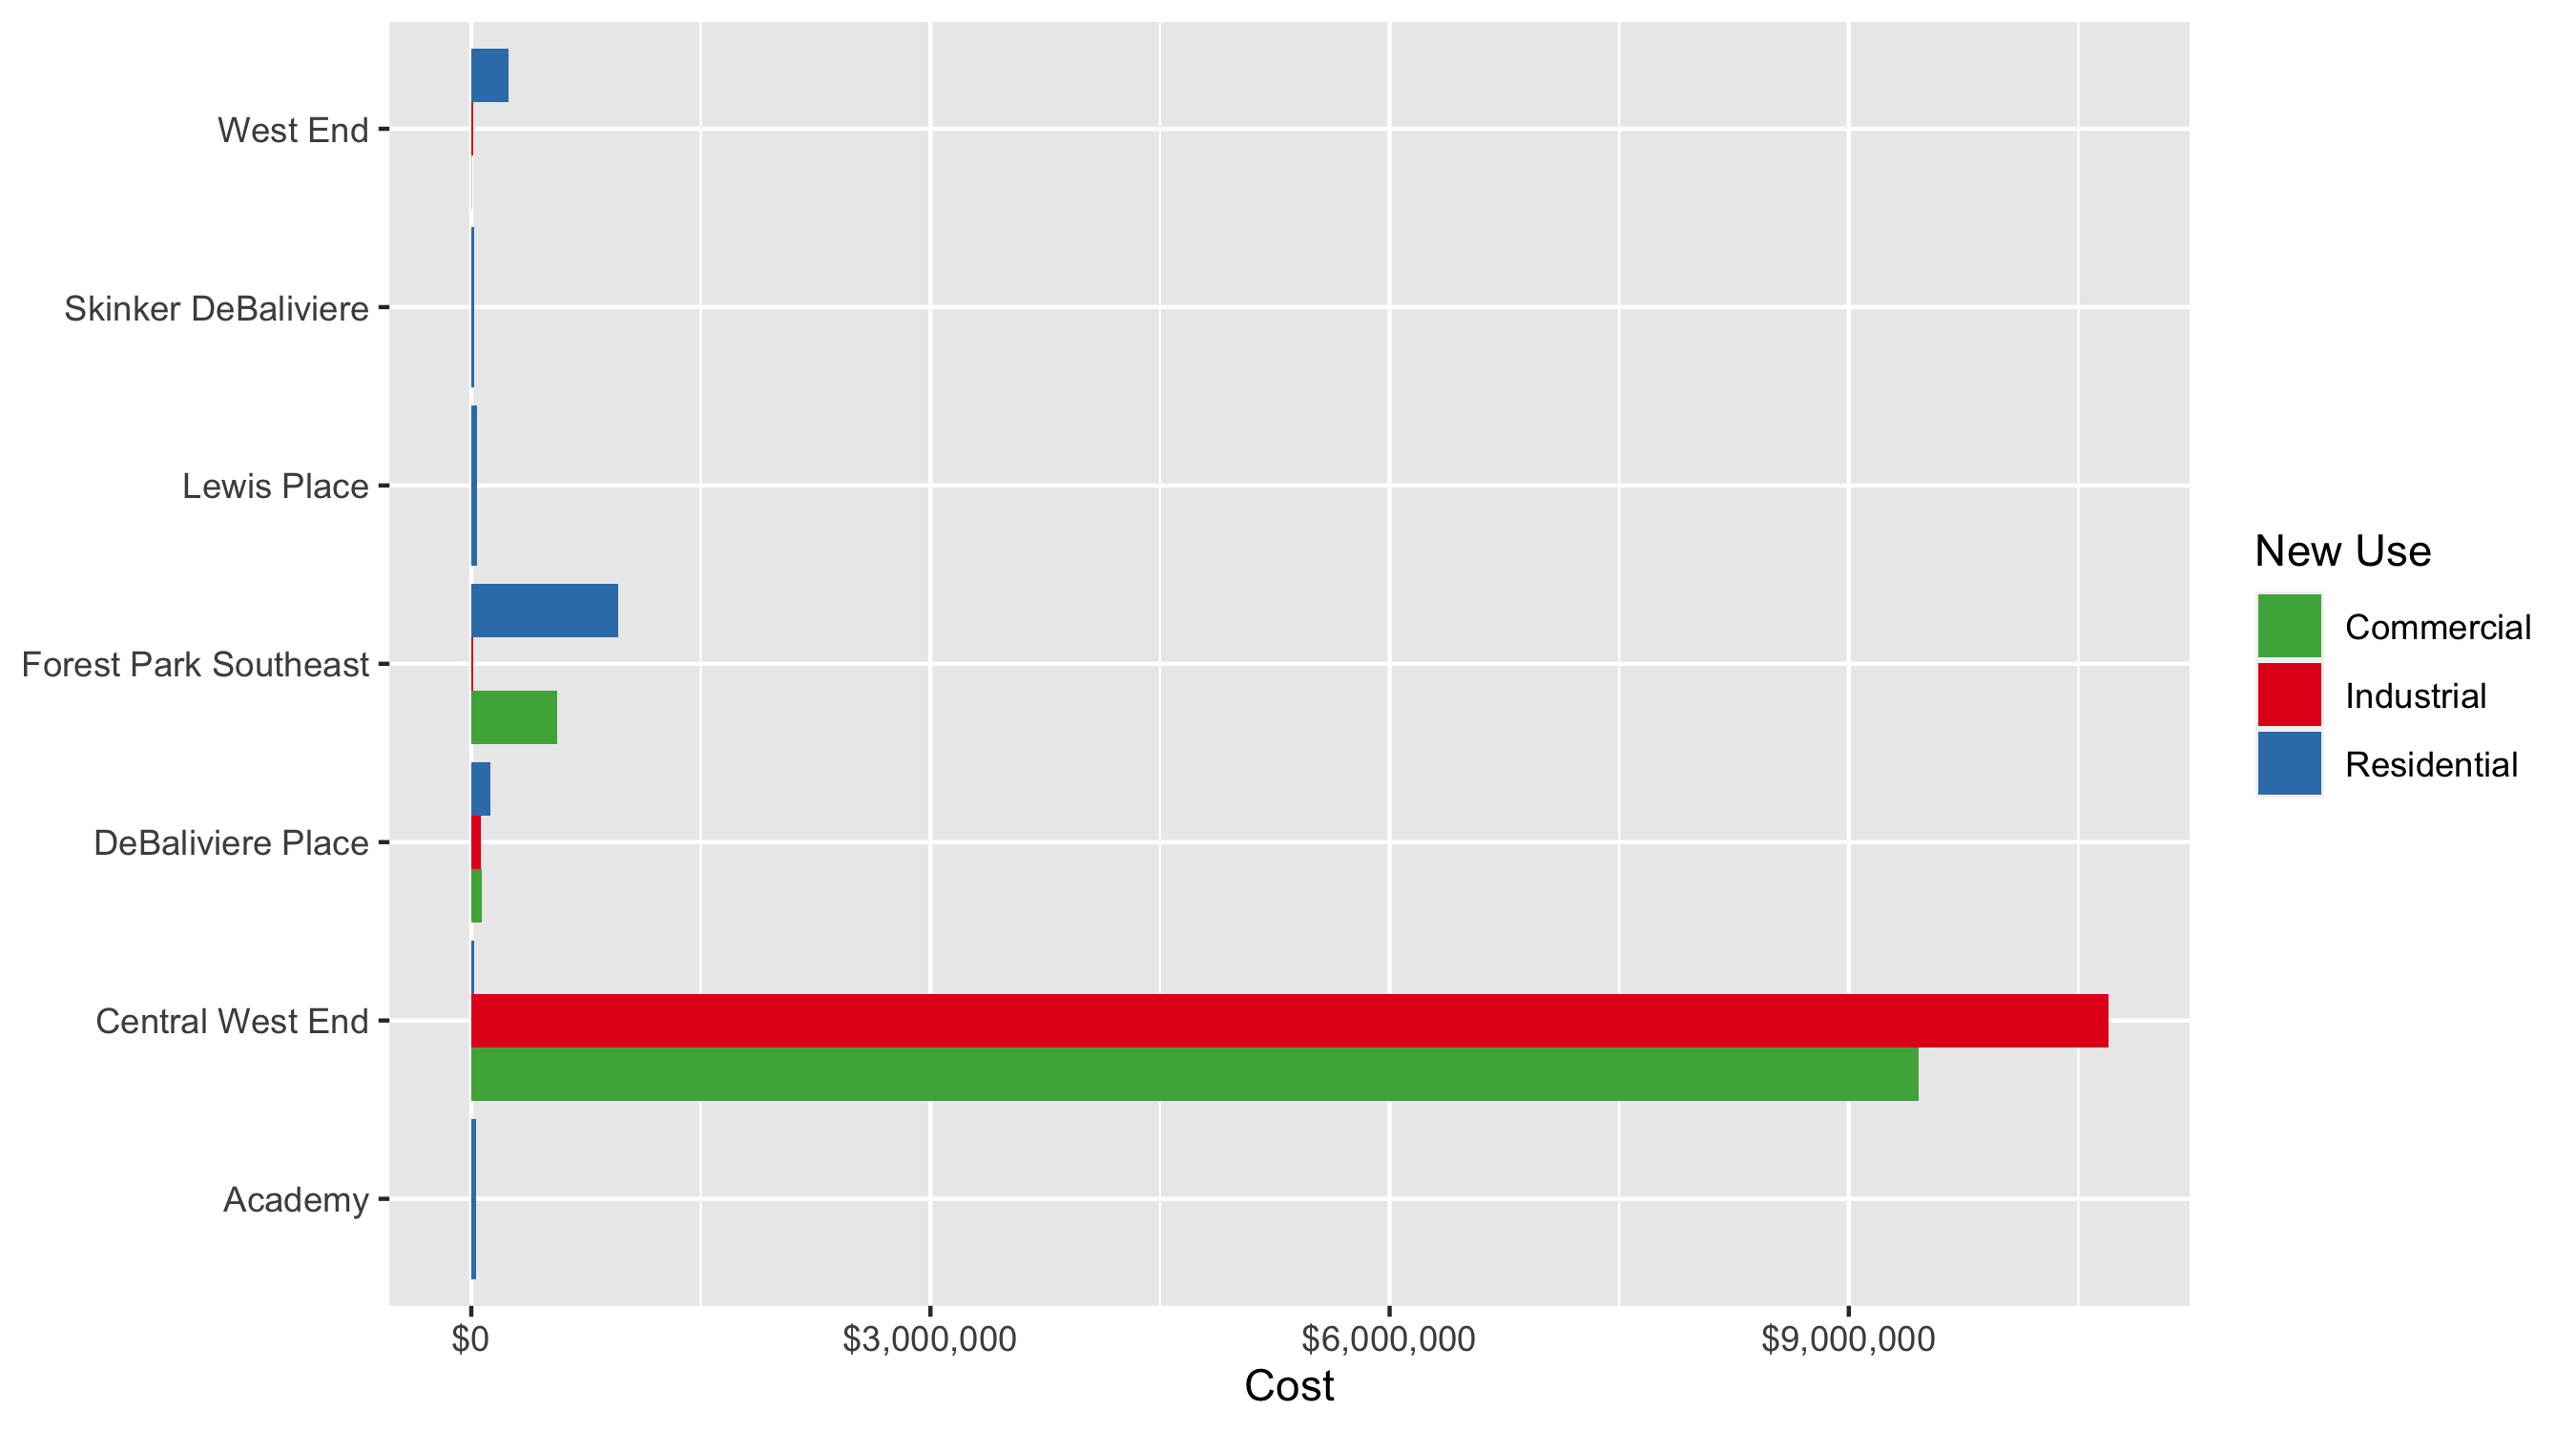 West End
Skinker DeBaliviere
Lewis Place
Forest Park Southeast
DeBaliviere Place
Central West End
Academy
$0
$3,000,000
$6,000,000
$9,000,000
Cost
New Use
Commercial
Industrial
Residential